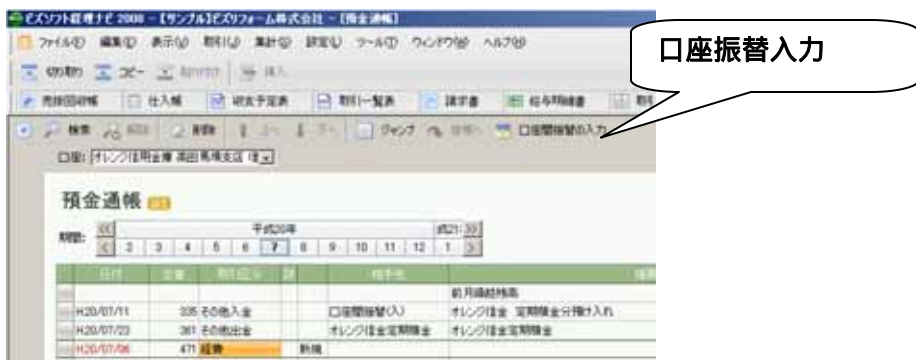 ビズソフト経理ナビ 2008 - [サンプル]ビズリフォーム株式会社 - [預金通帳]
口座振替入力
ファイル(F) 編集(E) 表示(V) 取引(J) 集計(S) 設定(U) ツール(T) ウィンドウ(W) ヘルプ(H)
切り取り コピー 貼り付け 挿入
売掛回収帳 仕入帳 収支予定表 取引一覧表 請求書 給与明細書
検索 削除 ジャンプ 口座間振替の入力
口座: オレンジ信用金庫 高田馬場支店
預金通帳
期間: 平成20年
2 3 4 5 6 7 8 9 10 11 12 1
日付 取引区分 相手先
前月繰越残高
H20/07/11 335 その他入金 口座間振替(入) オレンジ信金 定期積金分預け入れ
H20/07/23 361 その他出金 オレンジ信金定期積金 オレンジ信金定期積金
H20/07/06 471 経費 新規